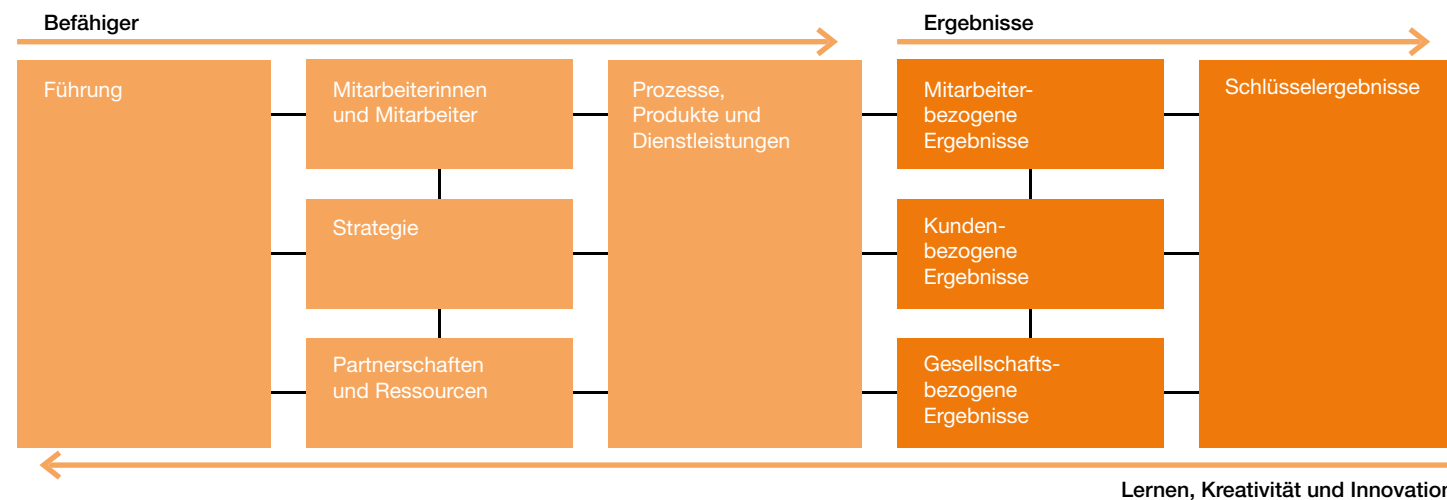 Befähiger
Ergebnisse
Führung
Mitarbeiterinnen
und Mitarbeiter
Prozesse,
Produkte und
Dienstleistungen
Mitarbeiter-
bezogene
Ergebnisse
Schlüsselergebnisse
Strategie
Kunden-
bezogene
Ergebnisse
Partnerschaften
und Ressourcen
Gesellschafts-
bezogene
Ergebnisse
Lernen, Kreativität und Innovation